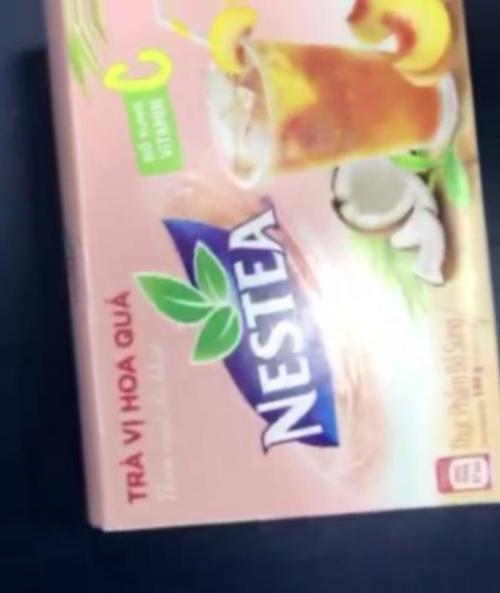 TRÀ VỊ HOA QUẢ
NESTEA
BỔ SUNG
VITAMIN
C
Thực Phẩm Bổ Sung